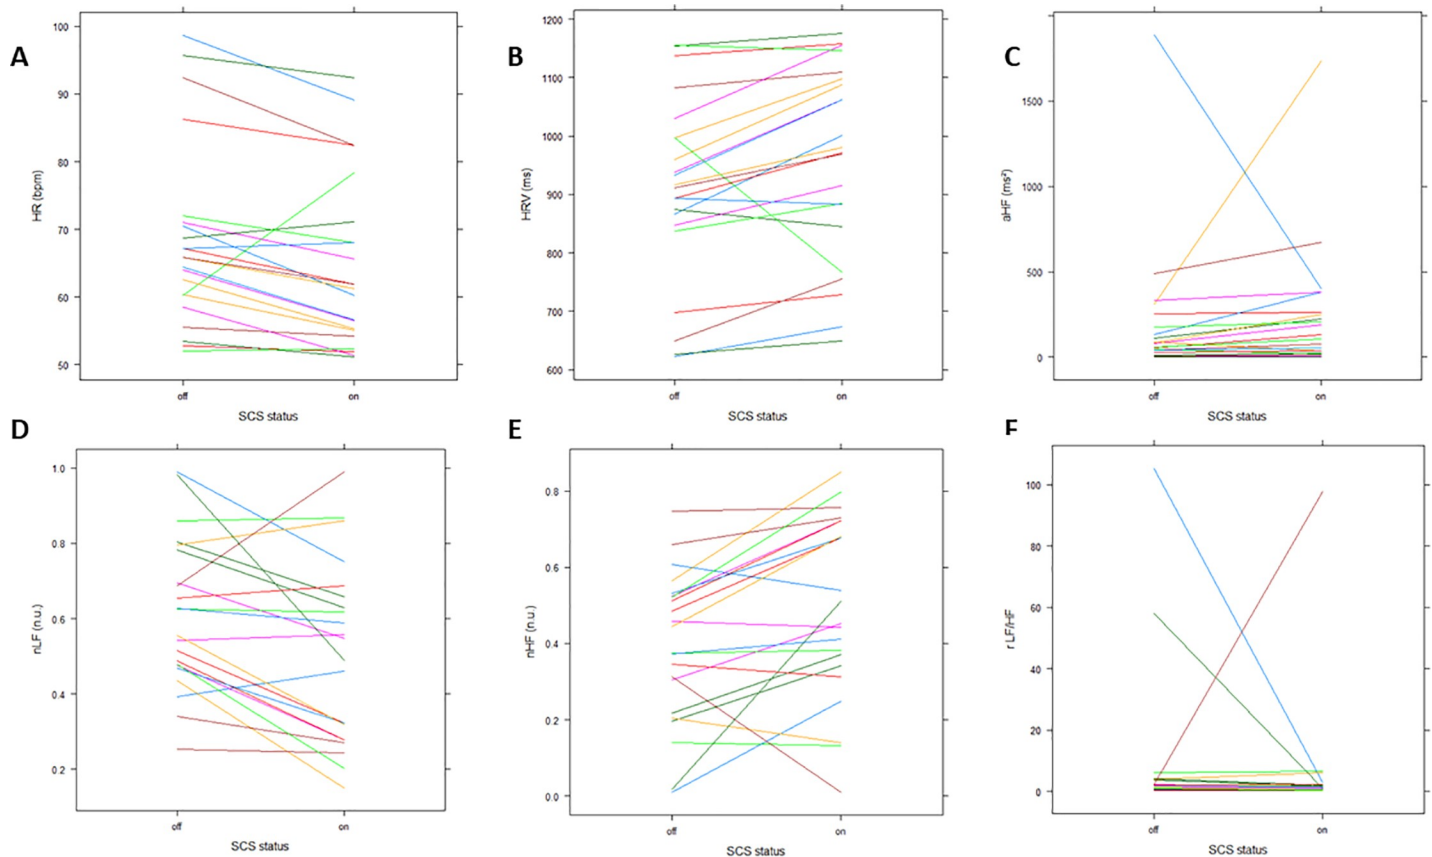 A
HR (bpm)
100
90
80
70
60
50
off
on
SCS status
B
HRV (ms)
1200
1100
1000
900
800
700
600
off
on
SCS status
C
aHF (ms²)
1500
1000
500
0
off
on
SCS status
D
nLF (n.u.)
1.0
0.8
0.6
0.4
0.2
off
on
SCS status
E
nHF (n.u.)
0.8
0.6
0.4
0.2
0.0
off
on
SCS status
F
r LF/HF
100
80
60
40
20
0
off
on
SCS status